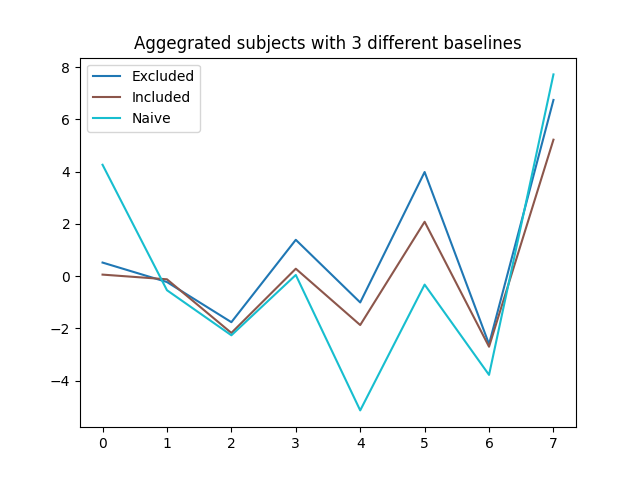 Aggegrated subjects with 3 different baselines
8
6
4
2
0
−2
−4
Excluded
Included
Naive
0 1 2 3 4 5 6 7